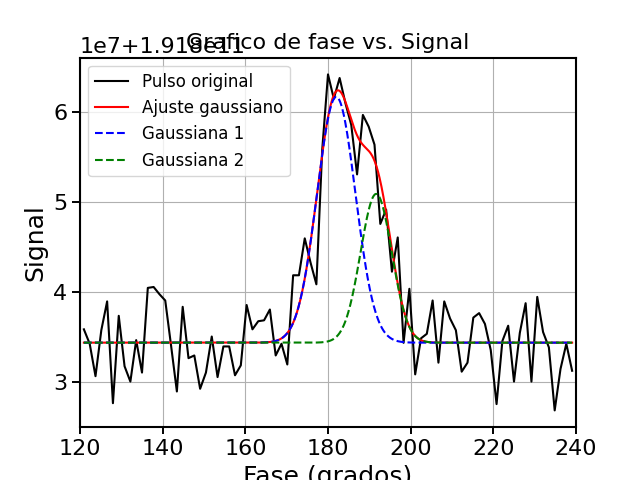 1e7+1.918e11
Grafico de fase vs. Signal
Pulso original
Ajuste gaussiano
Gaussiana 1
Gaussiana 2
6
5
4
3
Signal
120 140 160 180 200 220 240
Fase (grados)